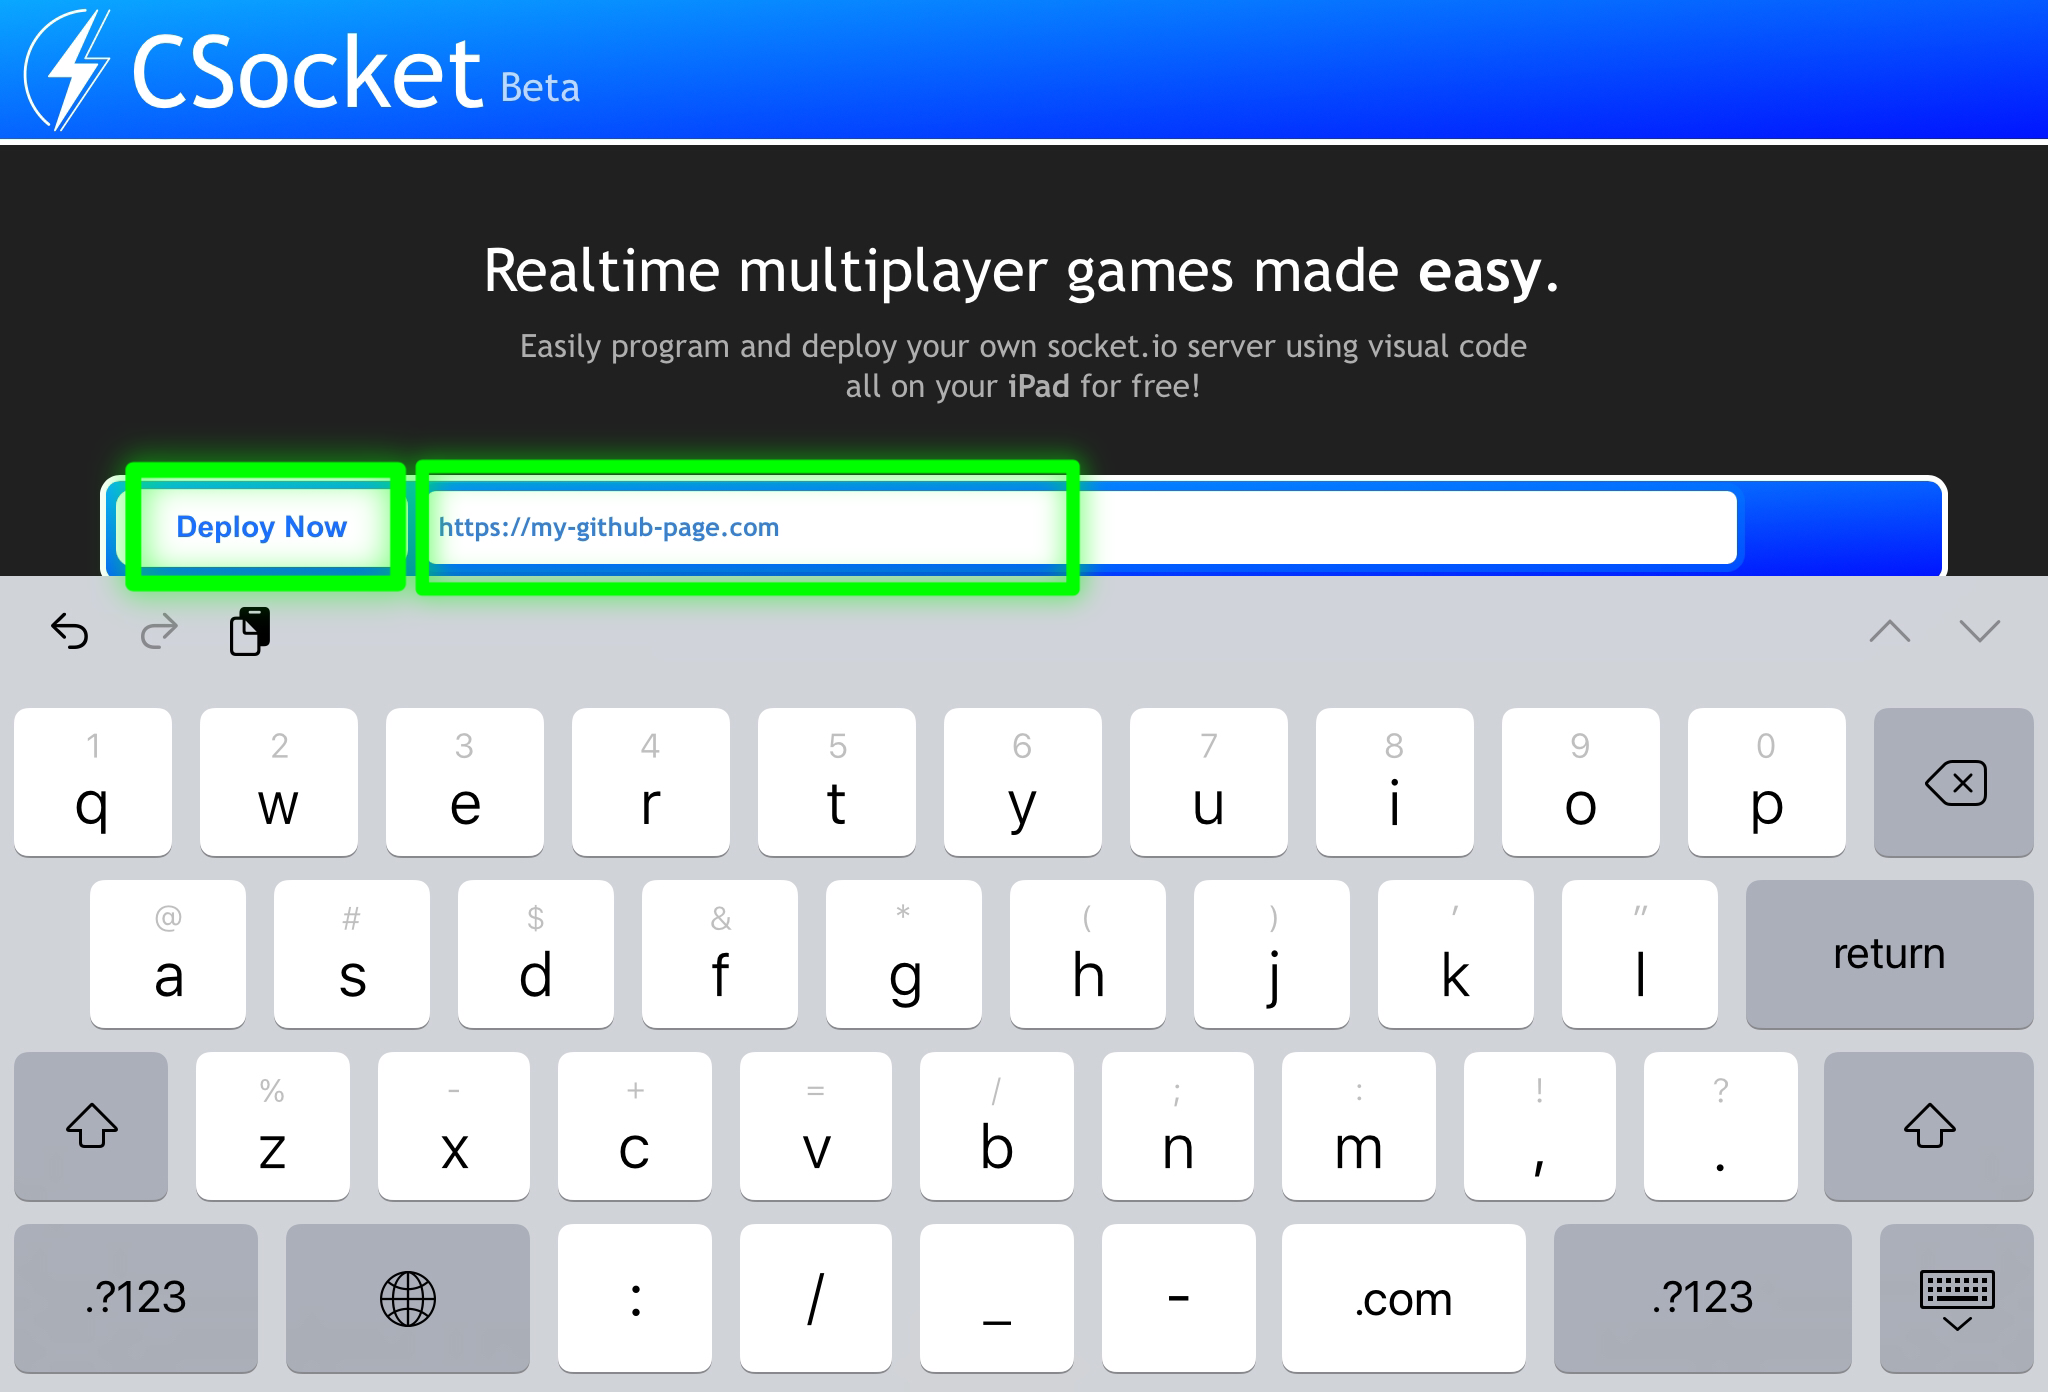 CSocket Beta
Realtime multiplayer games made easy.
Easily program and deploy your own socket.io server using visual code
all on your iPad for free!
Deploy Now https://my-github-page.com
1 2 3 4 5 6 7 8 9 0
q w e r t y u i o p
@ # $ & * ( ) ' "
a s d f g h j k l return
% - + = / ; : ! ?
z x c v b n m , .
.?123 : / _ - .com .?123